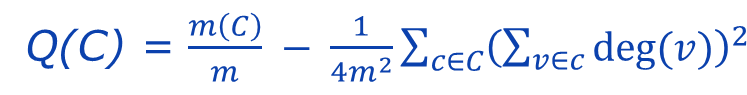 Q(C) = m(C)/m − 1/4m² ∑c∈C(∑v∈c deg(v))²